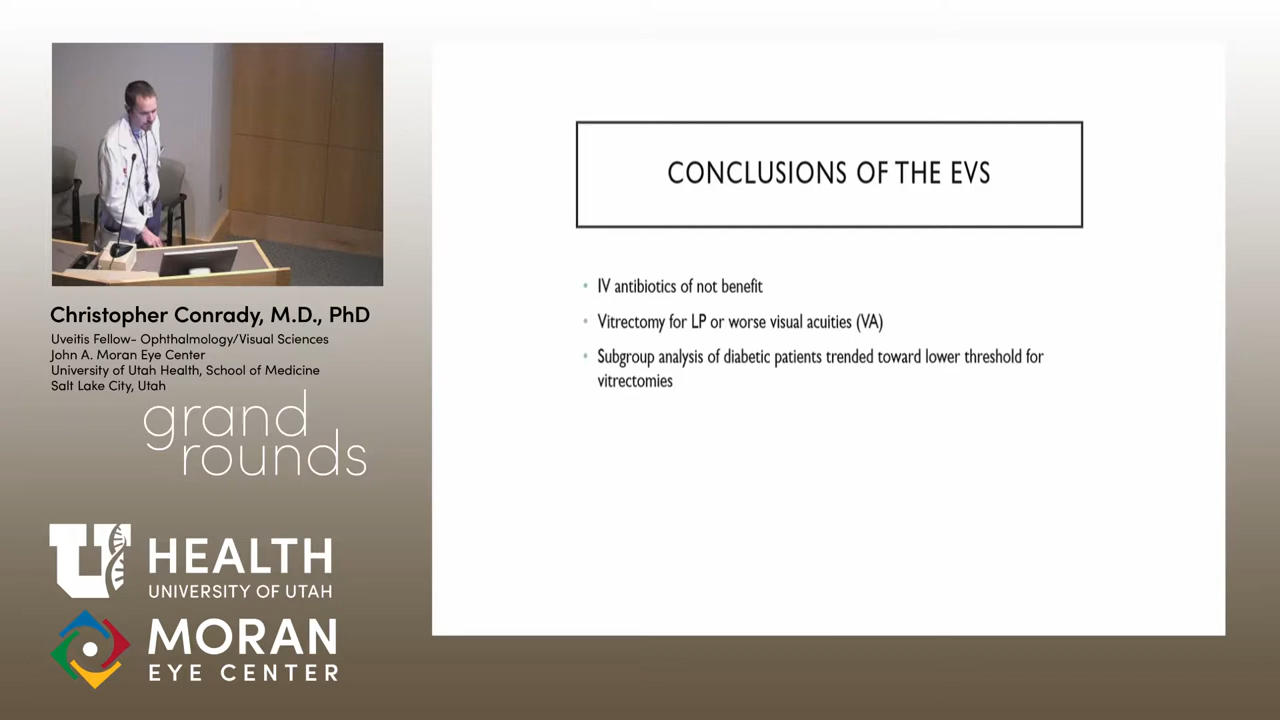 Christopher Conrady, M.D., PhD
Uveitis Fellow- Ophthalmology/Visual Sciences
John A. Moran Eye Center
University of Utah Health, School of Medicine
Salt Lake City, Utah
grand
rounds
U HEALTH
UNIVERSITY OF UTAH
MORAN
EYE CENTER
CONCLUSIONS OF THE EVS
• IV antibiotics of not benefit
• Vitrectomy for LP or worse visual acuities (VA)
• Subgroup analysis of diabetic patients trended toward lower threshold for
vitrectomies